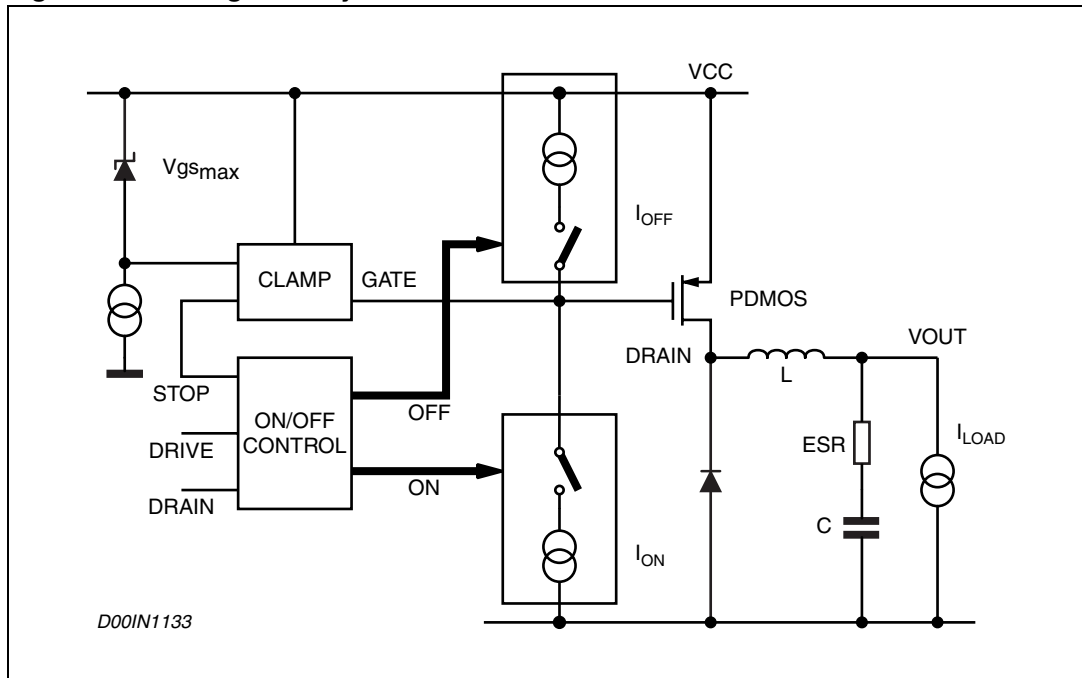 VCC
Vgsmax
IOFF
CLAMP
GATE
PDMOS
DRAIN
VOUT
L
STOP
OFF
ON/OFF
CONTROL
DRIVE
ESR
ILOAD
ON
DRAIN
C
ION
D00IN1133